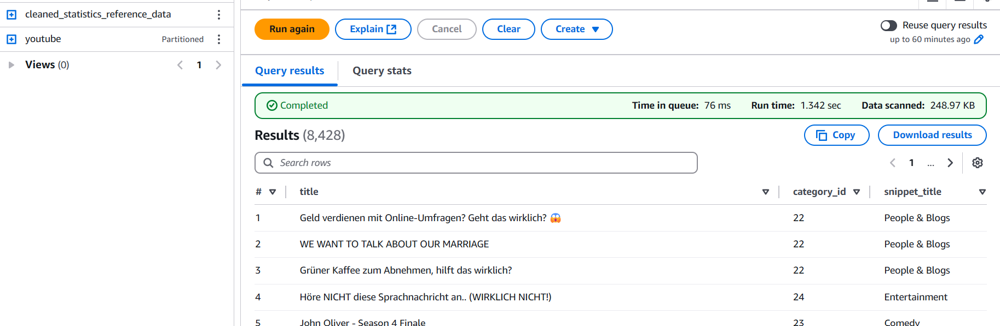 cleaned_statistics_reference_data
youtube Partitioned
Views (0) 1
Run again Explain Cancel Clear Create
Reuse query results
up to 60 minutes ago
Query results Query stats
Completed Time in queue: 76 ms Run time: 1.342 sec Data scanned: 248.97 KB
Results (8,428) Copy Download results
Search rows 1 ...
# title category_id snippet_title
1 Geld verdienen mit Online-Umfragen? Geht das wirklich? 😱 22 People & Blogs
2 WE WANT TO TALK ABOUT OUR MARRIAGE 22 People & Blogs
3 Grüner Kaffee zum Abnehmen, hilft das wirklich? 22 People & Blogs
4 Höre NICHT diese Sprachnachricht an.. (WIRKLICH NICHT!) 24 Entertainment
5 John Oliver - Season 4 Finale 23 Comedy